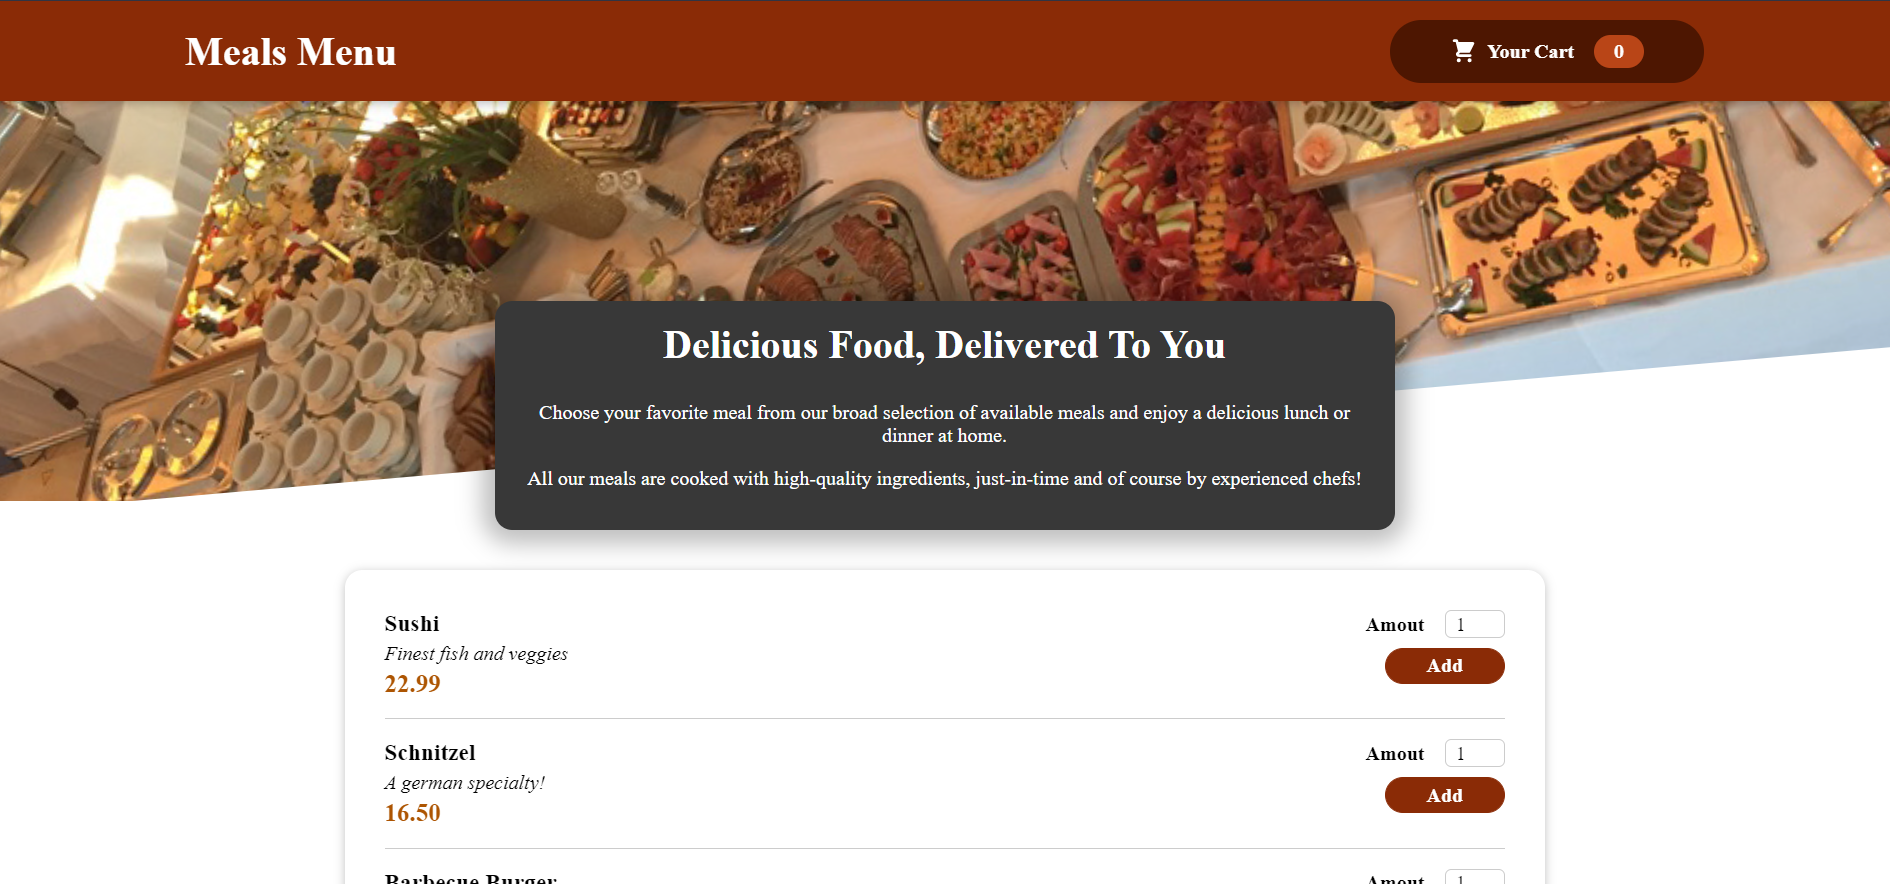 Meals Menu
Your Cart 0
Delicious Food, Delivered To You
Choose your favorite meal from our broad selection of available meals and enjoy a delicious lunch or
dinner at home.
All our meals are cooked with high-quality ingredients, just-in-time and of course by experienced chefs!
Sushi
Amout 1
Finest fish and veggies
Add
22.99
Schnitzel
Amout 1
A german specialty!
Add
16.50
Barbecue Burger
Amout 1